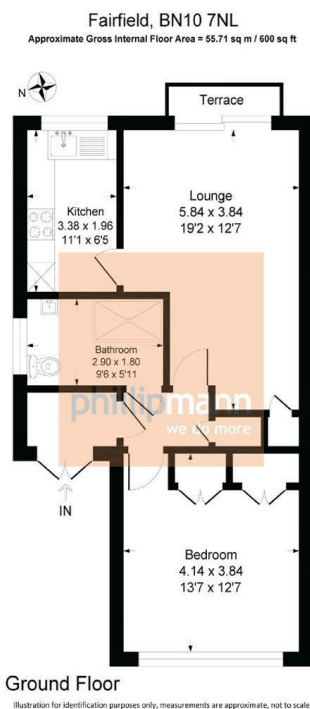 Fairfield, BN10 7NL
Approximate Gross Internal Floor Area = 55.71 sq m / 600 sq ft
N
Terrace
Lounge
5.84 x 3.84
19'2 x 12'7
Kitchen
3.38 x 1.96
11'1 x 6'5
Bathroom
2.90 x 1.80
9'6 x 5'11
phillipmann
we do more
IN
Bedroom
4.14 x 3.84
13'7 x 12'7
Ground Floor
Illustration for identification purposes only, measurements are approximate, not to scale.